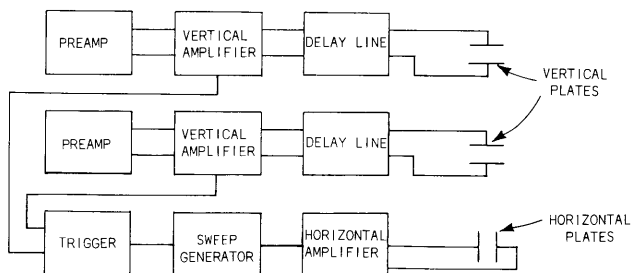 PREAMP
VERTICAL
AMPLIFIER
DELAY LINE
VERTICAL
PLATES
PREAMP
VERTICAL
AMPLIFIER
DELAY LINE
TRIGGER
SWEEP
GENERATOR
HORIZONTAL
AMPLIFIER
HORIZONTAL
PLATES